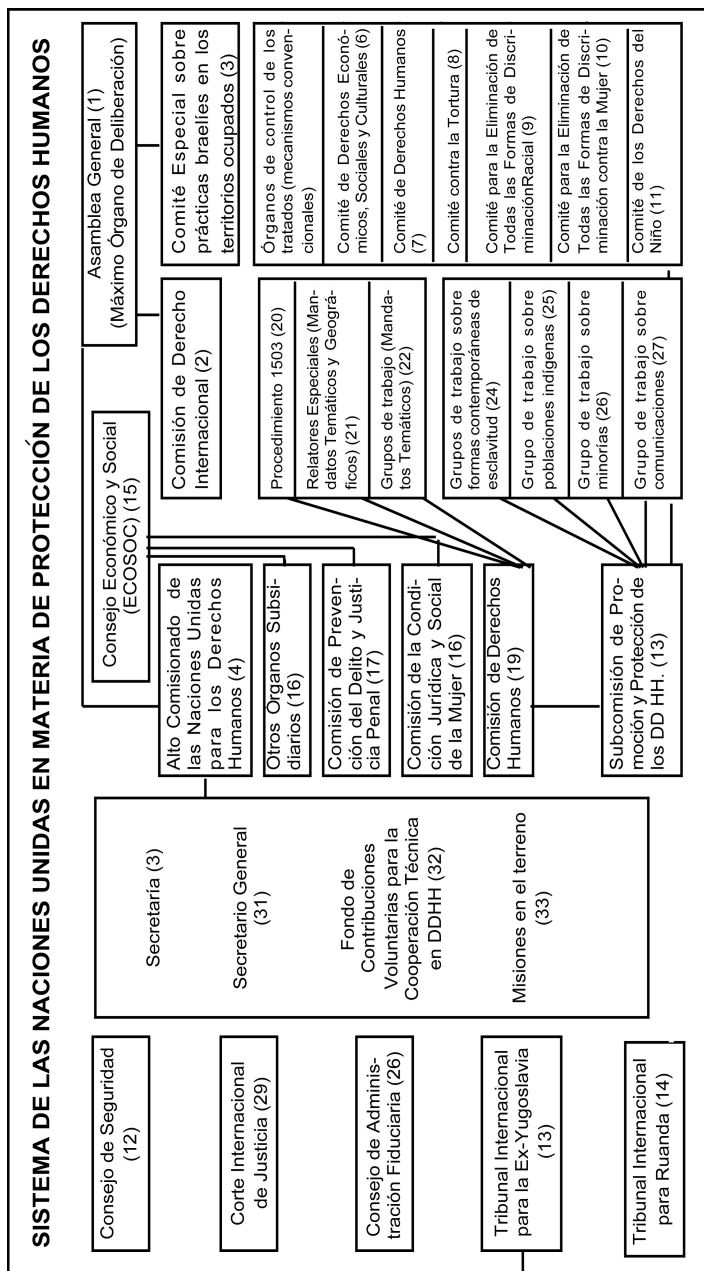 SISTEMA DE LAS NACIONES UNIDAS EN MATERIA DE PROTECCIÓN DE LOS DERECHOS HUMANOS
Consejo de Seguridad
(12)
Corte Internacional
de Justicia (29)
Consejo de Adminis-
tración Fiduciaria (26)
Tribunal Internacional
para la Ex-Yugoslavia
(13)
Tribunal Internacional
para Ruanda (14)
Secretaría (3)
Secretario General
(31)
Fondo de
Contribuciones
Voluntarias para la
Cooperación Técnica
en DDHH (32)
Misiones en el terreno
(33)
Consejo Económico y Social
(ECOSOC) (15)
Alto Comisionado de
las Naciones Unidas
para los Derechos
Humanos (4)
Otros Organos Subsi-
diarios (16)
Comisión de Preven-
ción del Delito y Justi-
cia Penal (17)
Comisión de la Condi-
ción Jurídica y Social
de la Mujer (16)
Comisión de Derechos
Humanos (19)
Subcomisión de Pro-
moción y Protección de
los DD HH. (13)
Asamblea General (1)
(Máximo Órgano de Deliberación)
Comisión de Derecho
Internacional (2)
Comité Especial sobre
prácticas braelíes en los
territorios ocupados (3)
Procedimiento 1503 (20)
Relatores Especiales (Man-
datos Temáticos y Geográ-
ficos) (21)
Grupos de trabajo (Manda-
tos Temáticos) (22)
Grupos de trabajo sobre
formas contemporáneas de
esclavitud (24)
Grupo de trabajo sobre
poblaciones indígenas (25)
Grupo de trabajo sobre
minorías (26)
Grupo de trabajo sobre
comunicaciones (27)
Órganos de control de los
tratados (mecanismos conven-
cionales)
Comité de Derechos Econó-
micos, Sociales y Culturales (6)
Comité de Derechos Humanos
(7)
Comité contra la Tortura (8)
Comité para la Eliminación de
Todas las Formas de Discri-
minaciónRacial (9)
Comité para la Eliminación de
Todas las Formas de Discri-
minación contra la Mujer (10)
Comité de los Derechos del
Niño (11)